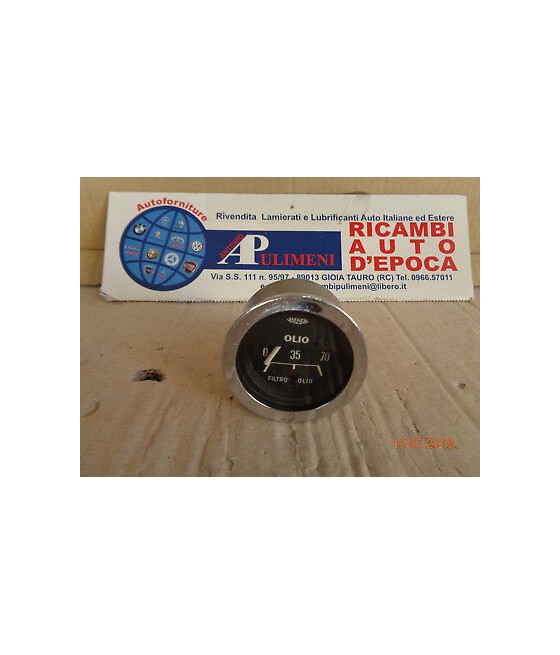 Autoforniture
Rivendita Lamierati e Lubrificanti Auto Italiane ed Estere
RICAMBI
AUTO
D'EPOCA
PULIMENI
Via S.S. 111 n. 95/97 - 89013 GIOIA TAURO (RC) Tel. 0966.57011
JAEGER
OLIO
0 35 70
FILTRO OLIO